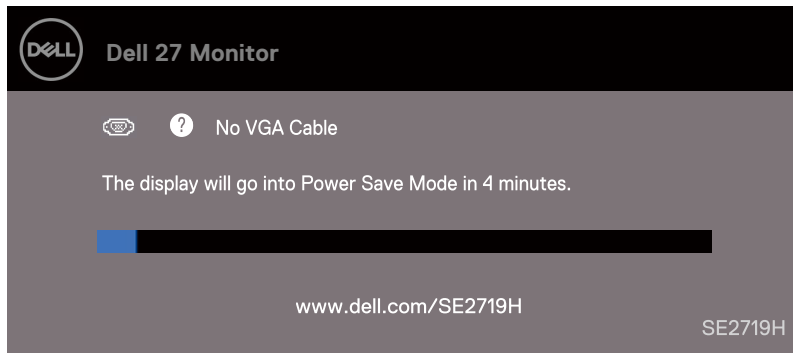 DELL
Dell 27 Monitor
? No VGA Cable
The display will go into Power Save Mode in 4 minutes.
www.dell.com/SE2719H
SE2719H